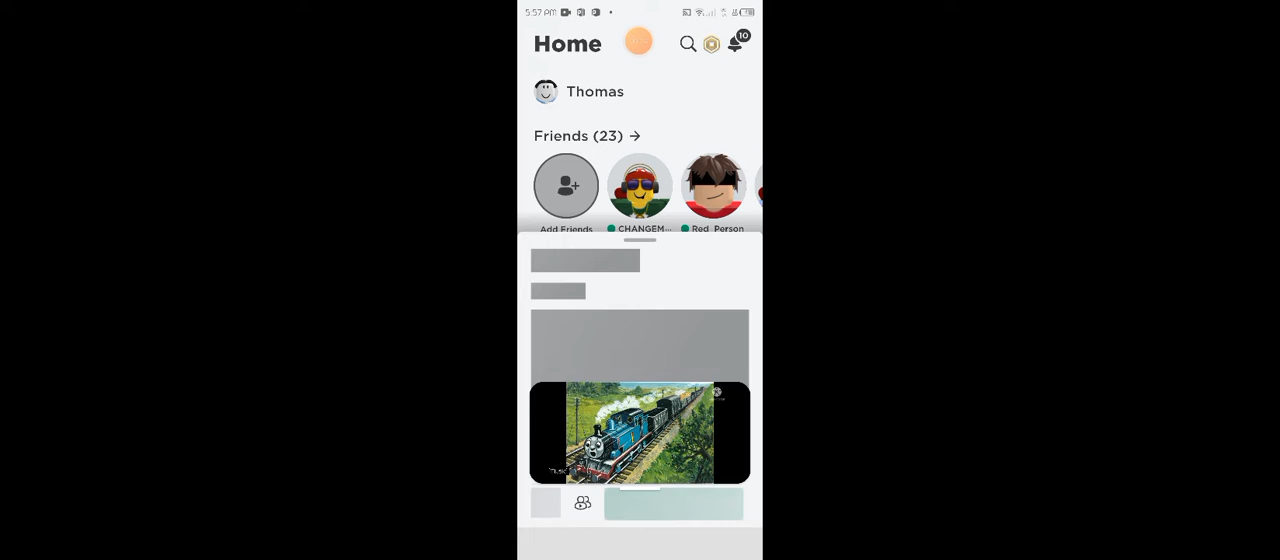 5:57 PM
Home
10
Thomas
Friends (23) →
Add Friends
CHANGEM...
Red_Person